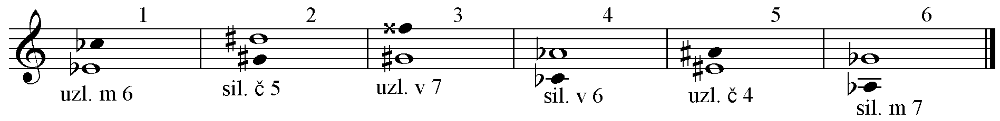 1 2 3 4 5 6
uzl. m 6 sil. č 5 uzl. v 7 sil. v 6 uzl. č 4 sil. m 7